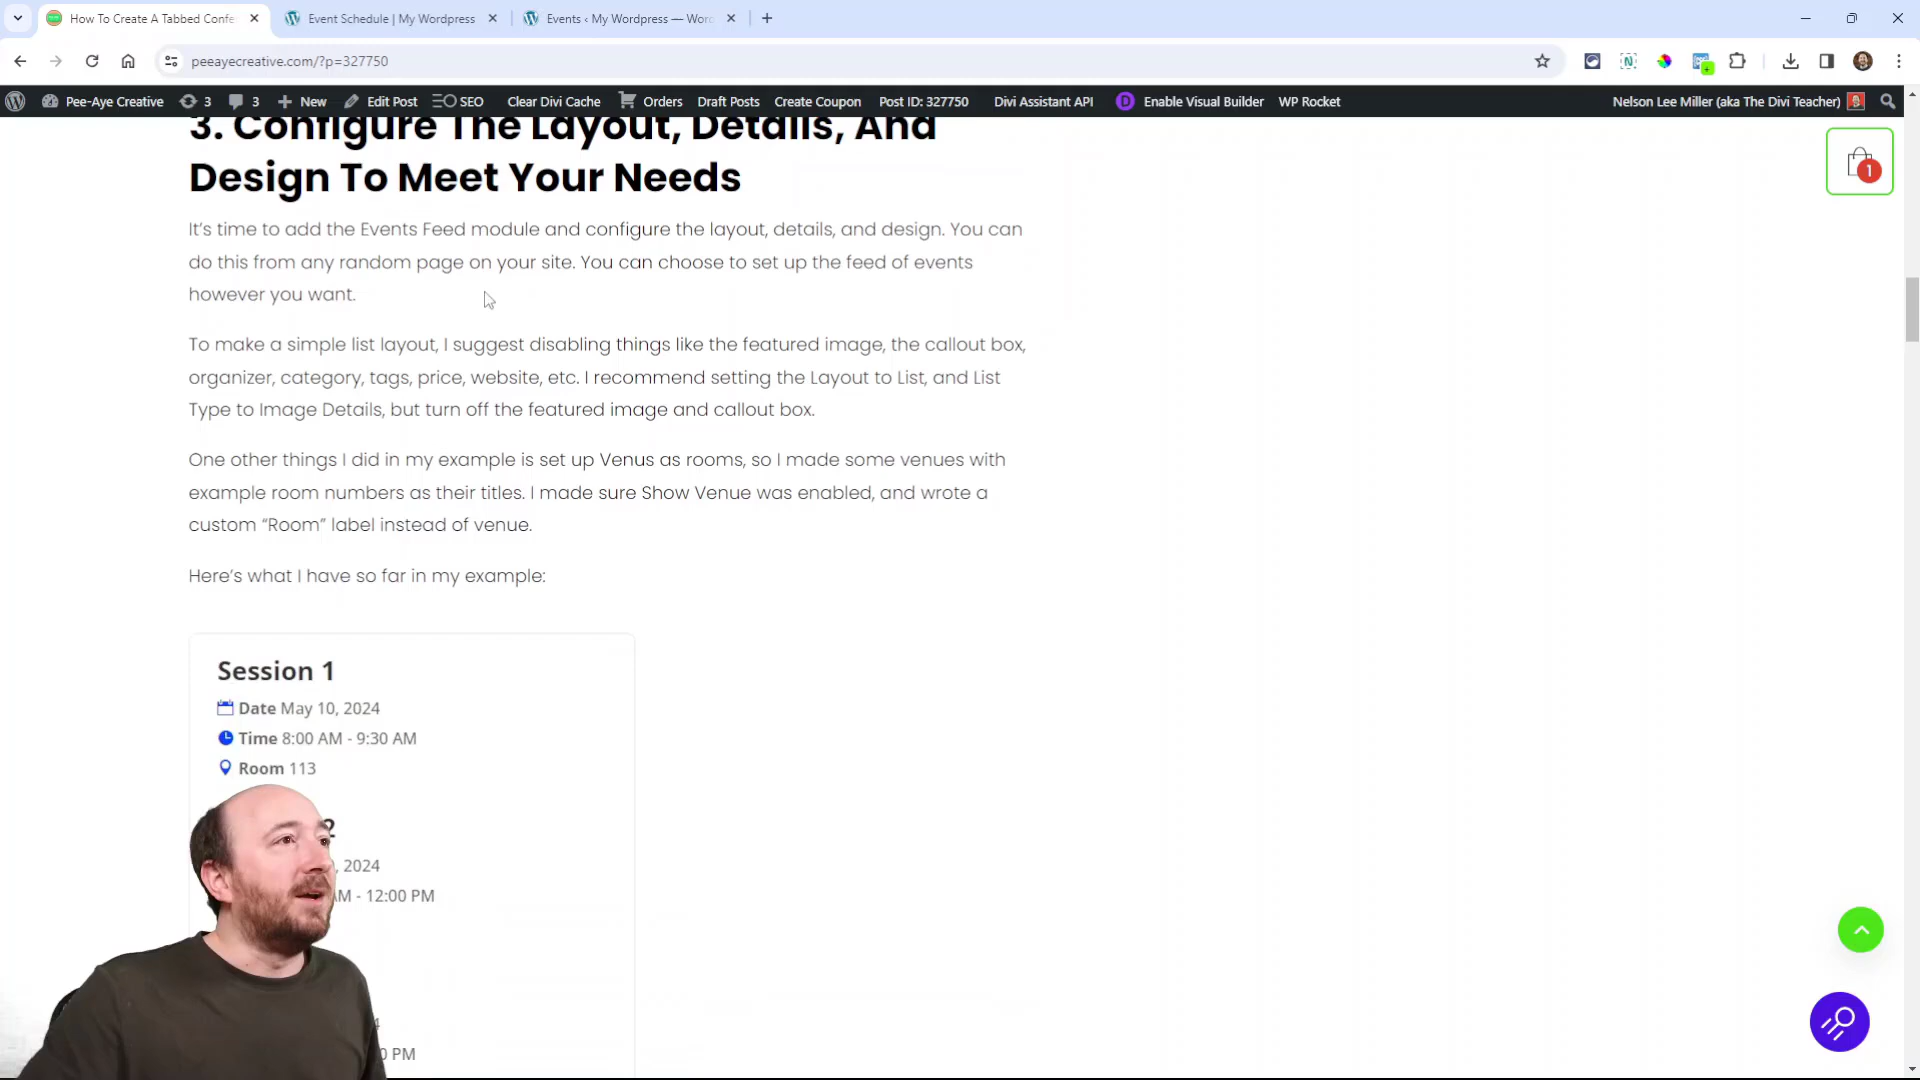 How To Create A Tabbed Confe
Event Schedule | My Wordpress
Events ‹ My Wordpress — Wor
peeayecreative.com/?p=327750
Pee-Aye Creative 3 3 New Edit Post SEO Clear Divi Cache Orders Draft Posts Create Coupon Post ID: 327750 Divi Assistant API Enable Visual Builder WP Rocket Nelson Lee Miller (aka The Divi Teacher)
3. Configure The Layout, Details, And
Design To Meet Your Needs
1
It's time to add the Events Feed module and configure the layout, details, and design. You can
do this from any random page on your site. You can choose to set up the feed of events
however you want.
To make a simple list layout, I suggest disabling things like the featured image, the callout box,
organizer, category, tags, price, website, etc. I recommend setting the Layout to List, and List
Type to Image Details, but turn off the featured image and callout box.
One other things I did in my example is set up Venus as rooms, so I made some venues with
example room numbers as their titles. I made sure Show Venue was enabled, and wrote a
custom “Room” label instead of venue.
Here's what I have so far in my example:
Session 1
Date May 10, 2024
Time 8:00 AM - 9:30 AM
Room 113
2
, 2024
AM - 12:00 PM
4
0 PM